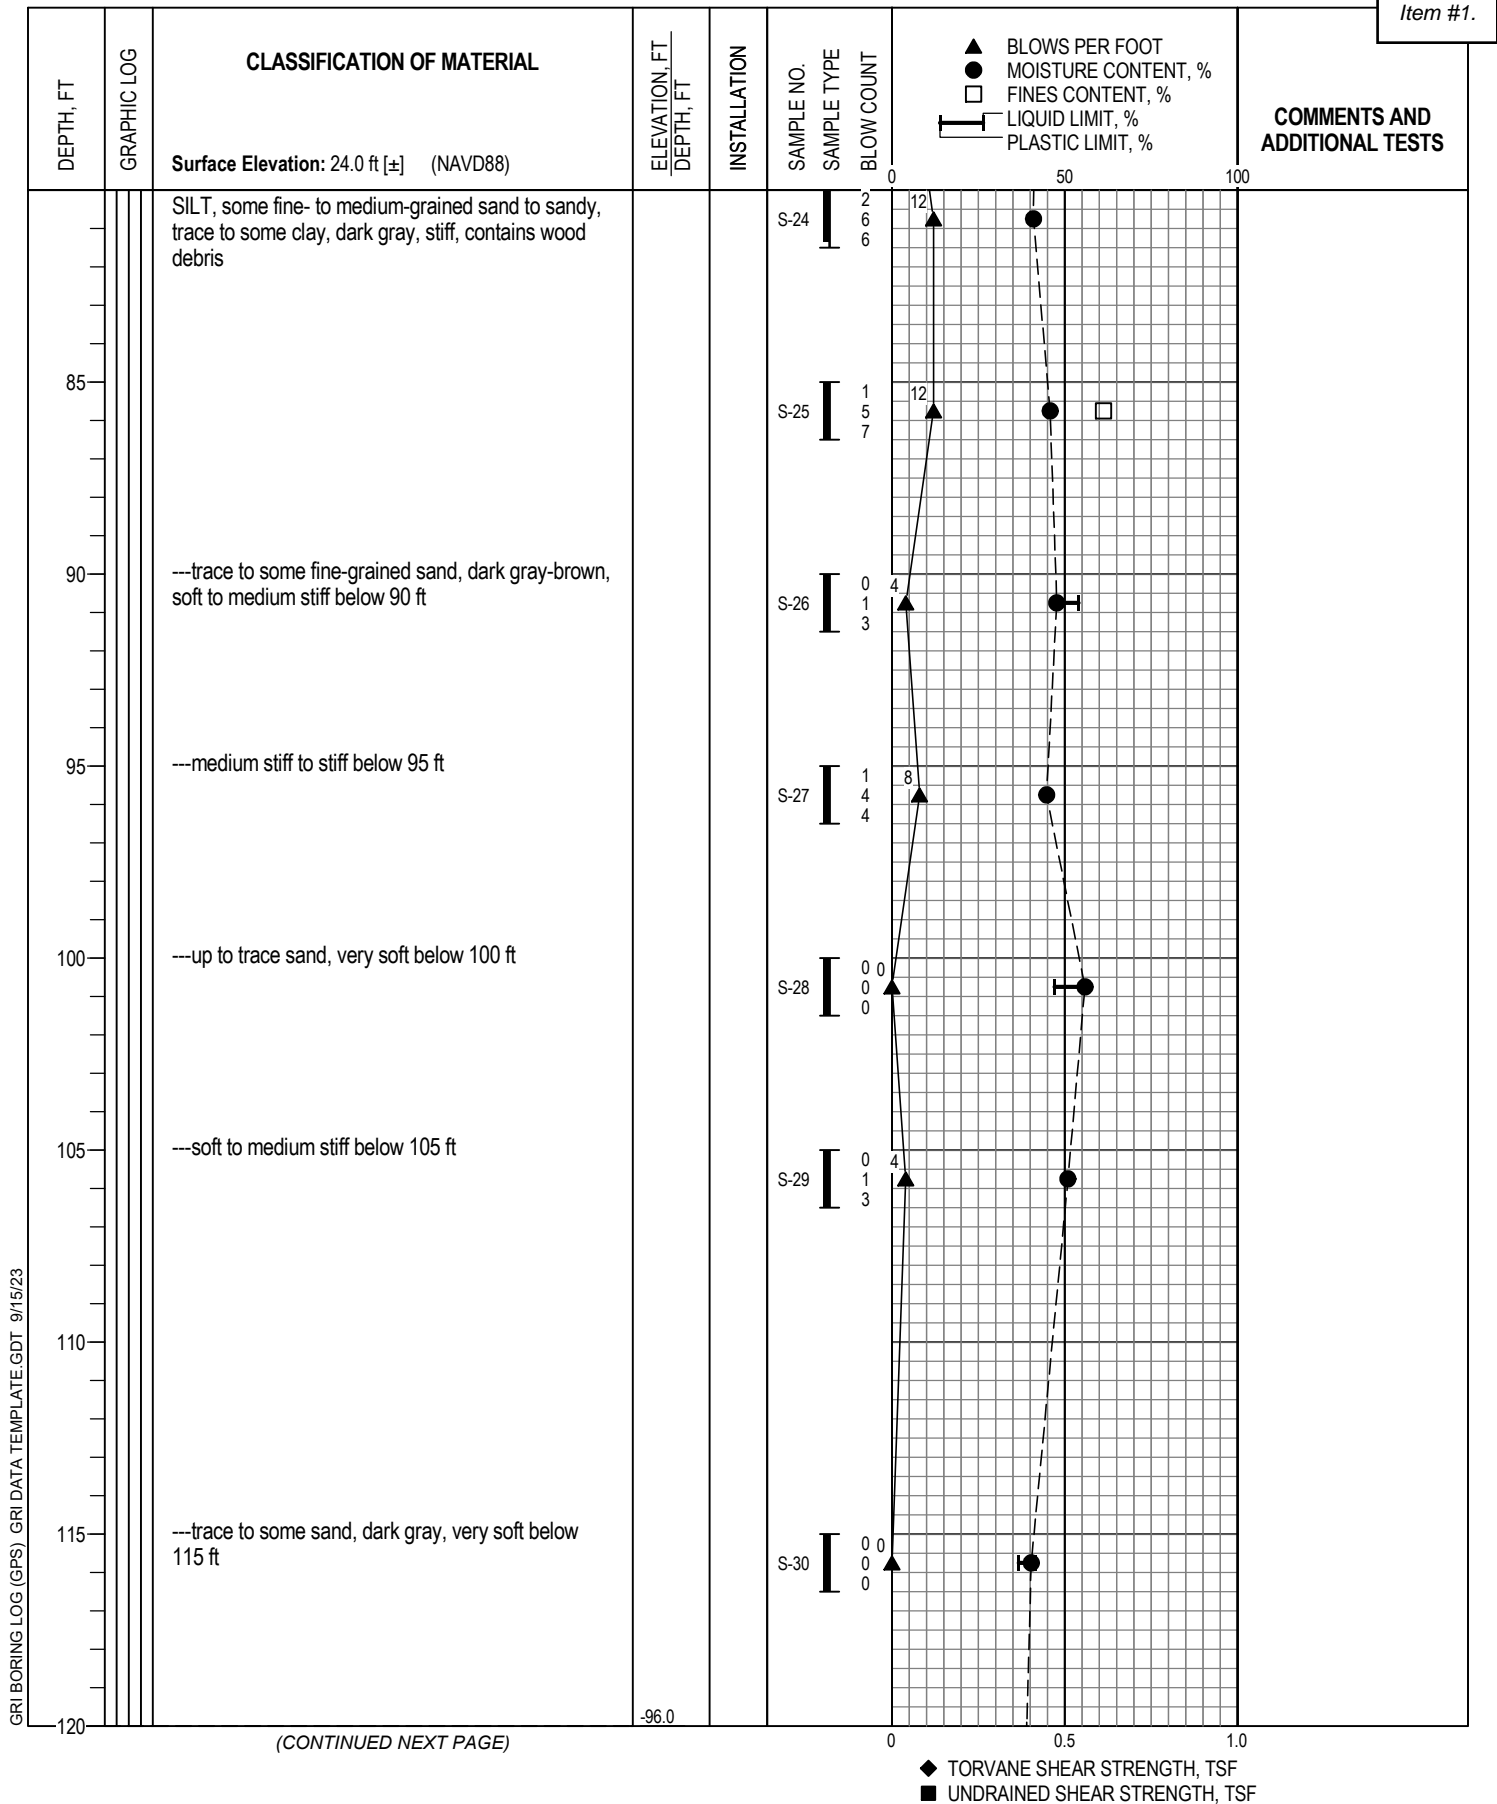 Item #1.
DEPTH, FT
GRAPHIC LOG
CLASSIFICATION OF MATERIAL
Surface Elevation: 24.0 ft [±] (NAVD88)
ELEVATION, FT
DEPTH, FT
INSTALLATION
SAMPLE NO.
SAMPLE TYPE
BLOW COUNT
BLOWS PER FOOT
MOISTURE CONTENT, %
FINES CONTENT, %
LIQUID LIMIT, %
PLASTIC LIMIT, %
0 50 100
COMMENTS AND
ADDITIONAL TESTS
SILT, some fine- to medium-grained sand to sandy,
trace to some clay, dark gray, stiff, contains wood
debris
S-24
2
6
6
12
85
S-25
1
5
7
12
90
---trace to some fine-grained sand, dark gray-brown,
soft to medium stiff below 90 ft
S-26
0
1
3
4
95
---medium stiff to stiff below 95 ft
S-27
1
4
4
8
100
---up to trace sand, very soft below 100 ft
S-28
0
0
0
0
105
---soft to medium stiff below 105 ft
S-29
0
1
3
4
110
115
---trace to some sand, dark gray, very soft below
115 ft
S-30
0
0
0
0
120
-96.0
(CONTINUED NEXT PAGE)
0 0.5 1.0
TORVANE SHEAR STRENGTH, TSF
UNDRAINED SHEAR STRENGTH, TSF
GRI BORING LOG (GPS) GRI DATA TEMPLATE.GDT 9/15/23